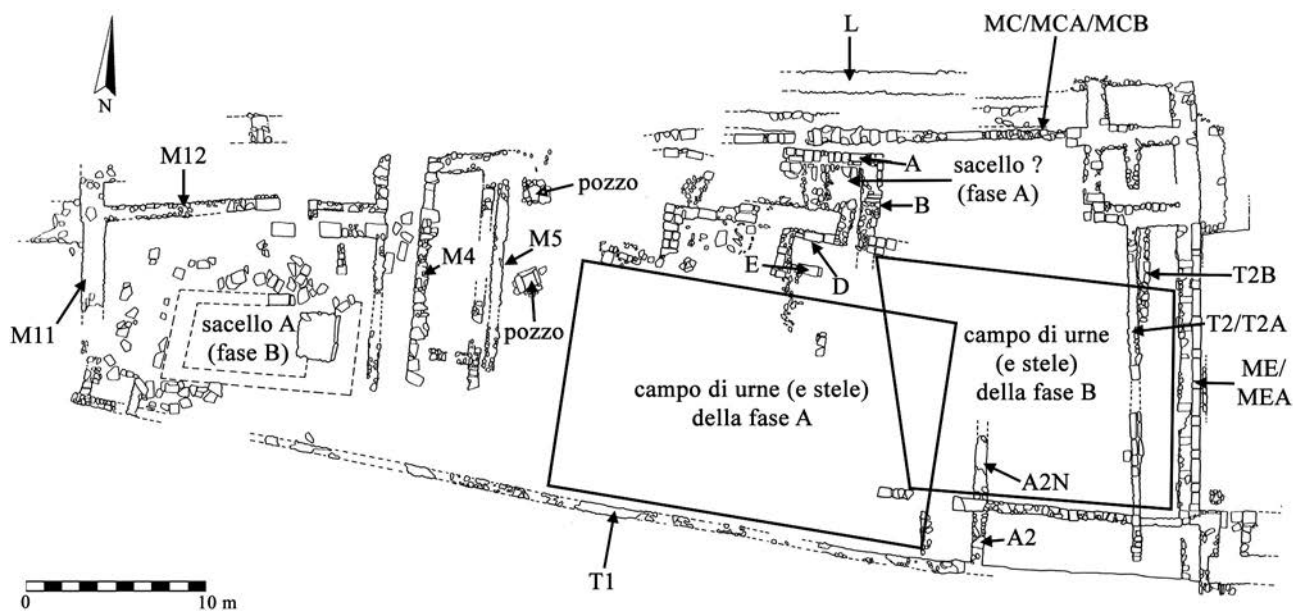 L
MC/MCA/MCB
N
M12
pozzo
A
sacello ?
(fase A)
B
M4
M5
E
D
T2B
M11
sacello A
(fase B)
pozzo
T2/T2A
campo di urne
(e stele)
della fase B
ME/
MEA
campo di urne (e stele)
della fase A
A2N
A2
T1
0
10 m